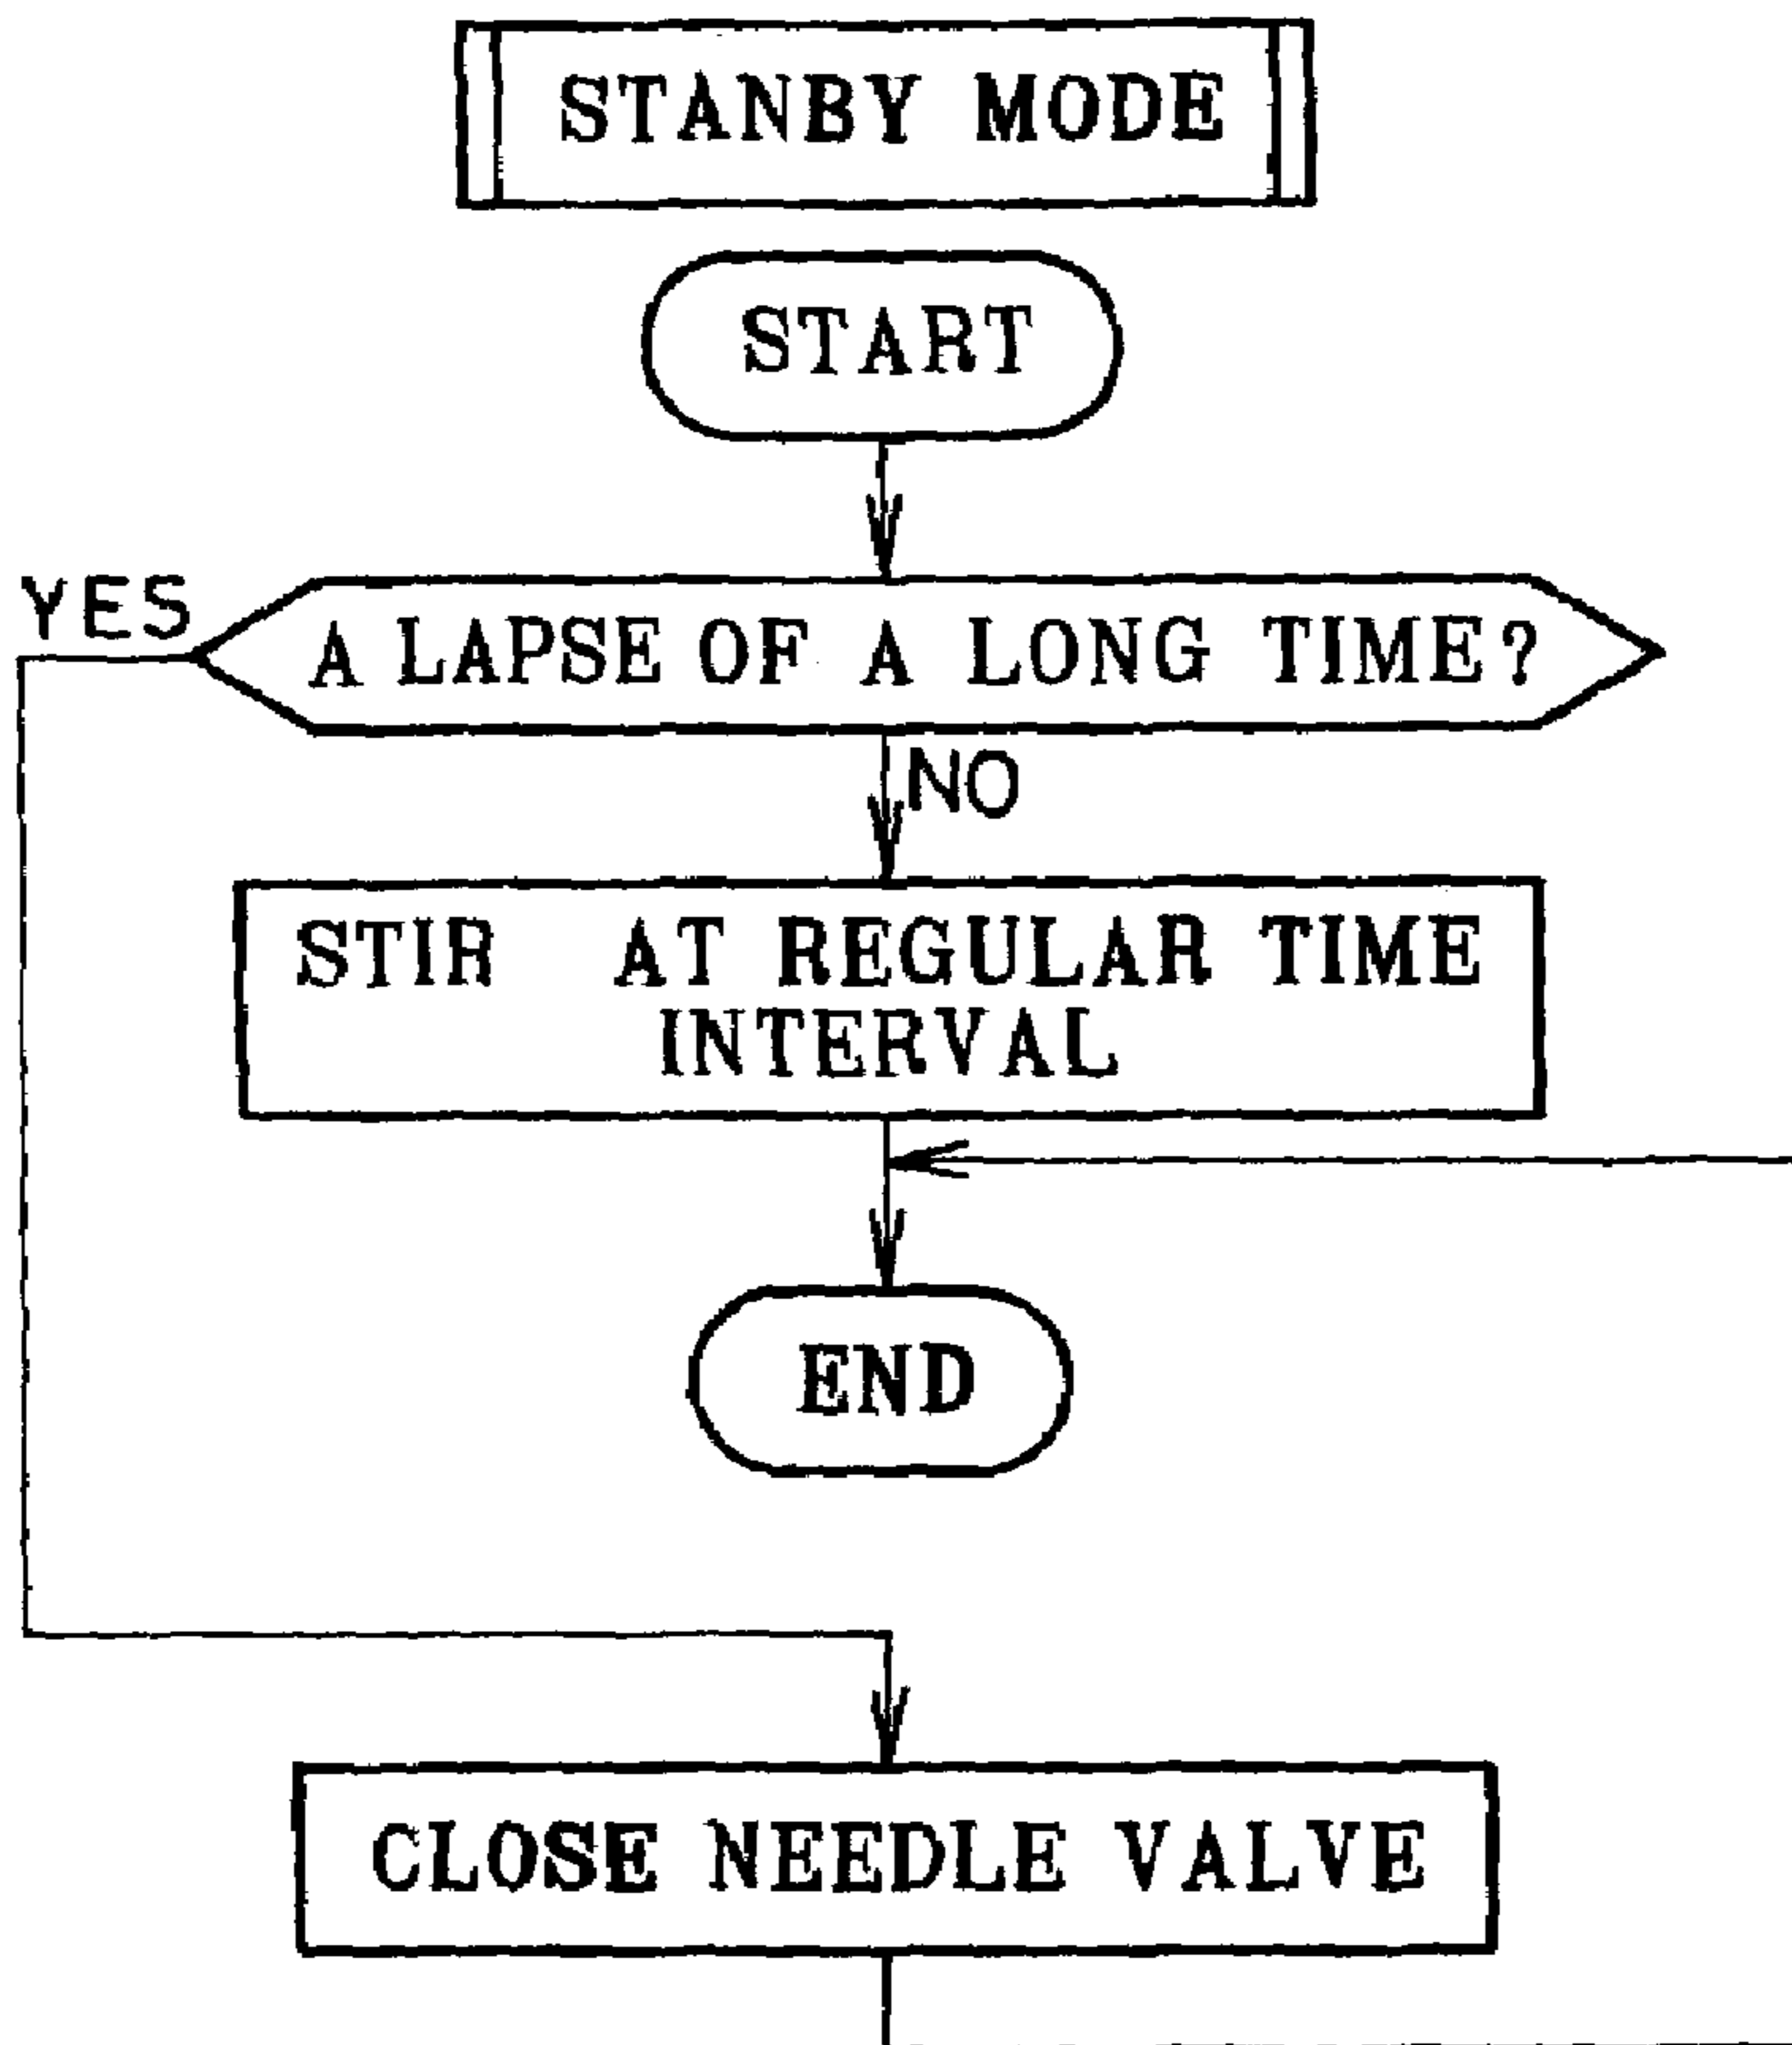 STANBY MODE
START
YES
A LAPSE OF A LONG TIME?
NO
STIR AT REGULAR TIME
INTERVAL
END
CLOSE NEEDLE VALVE